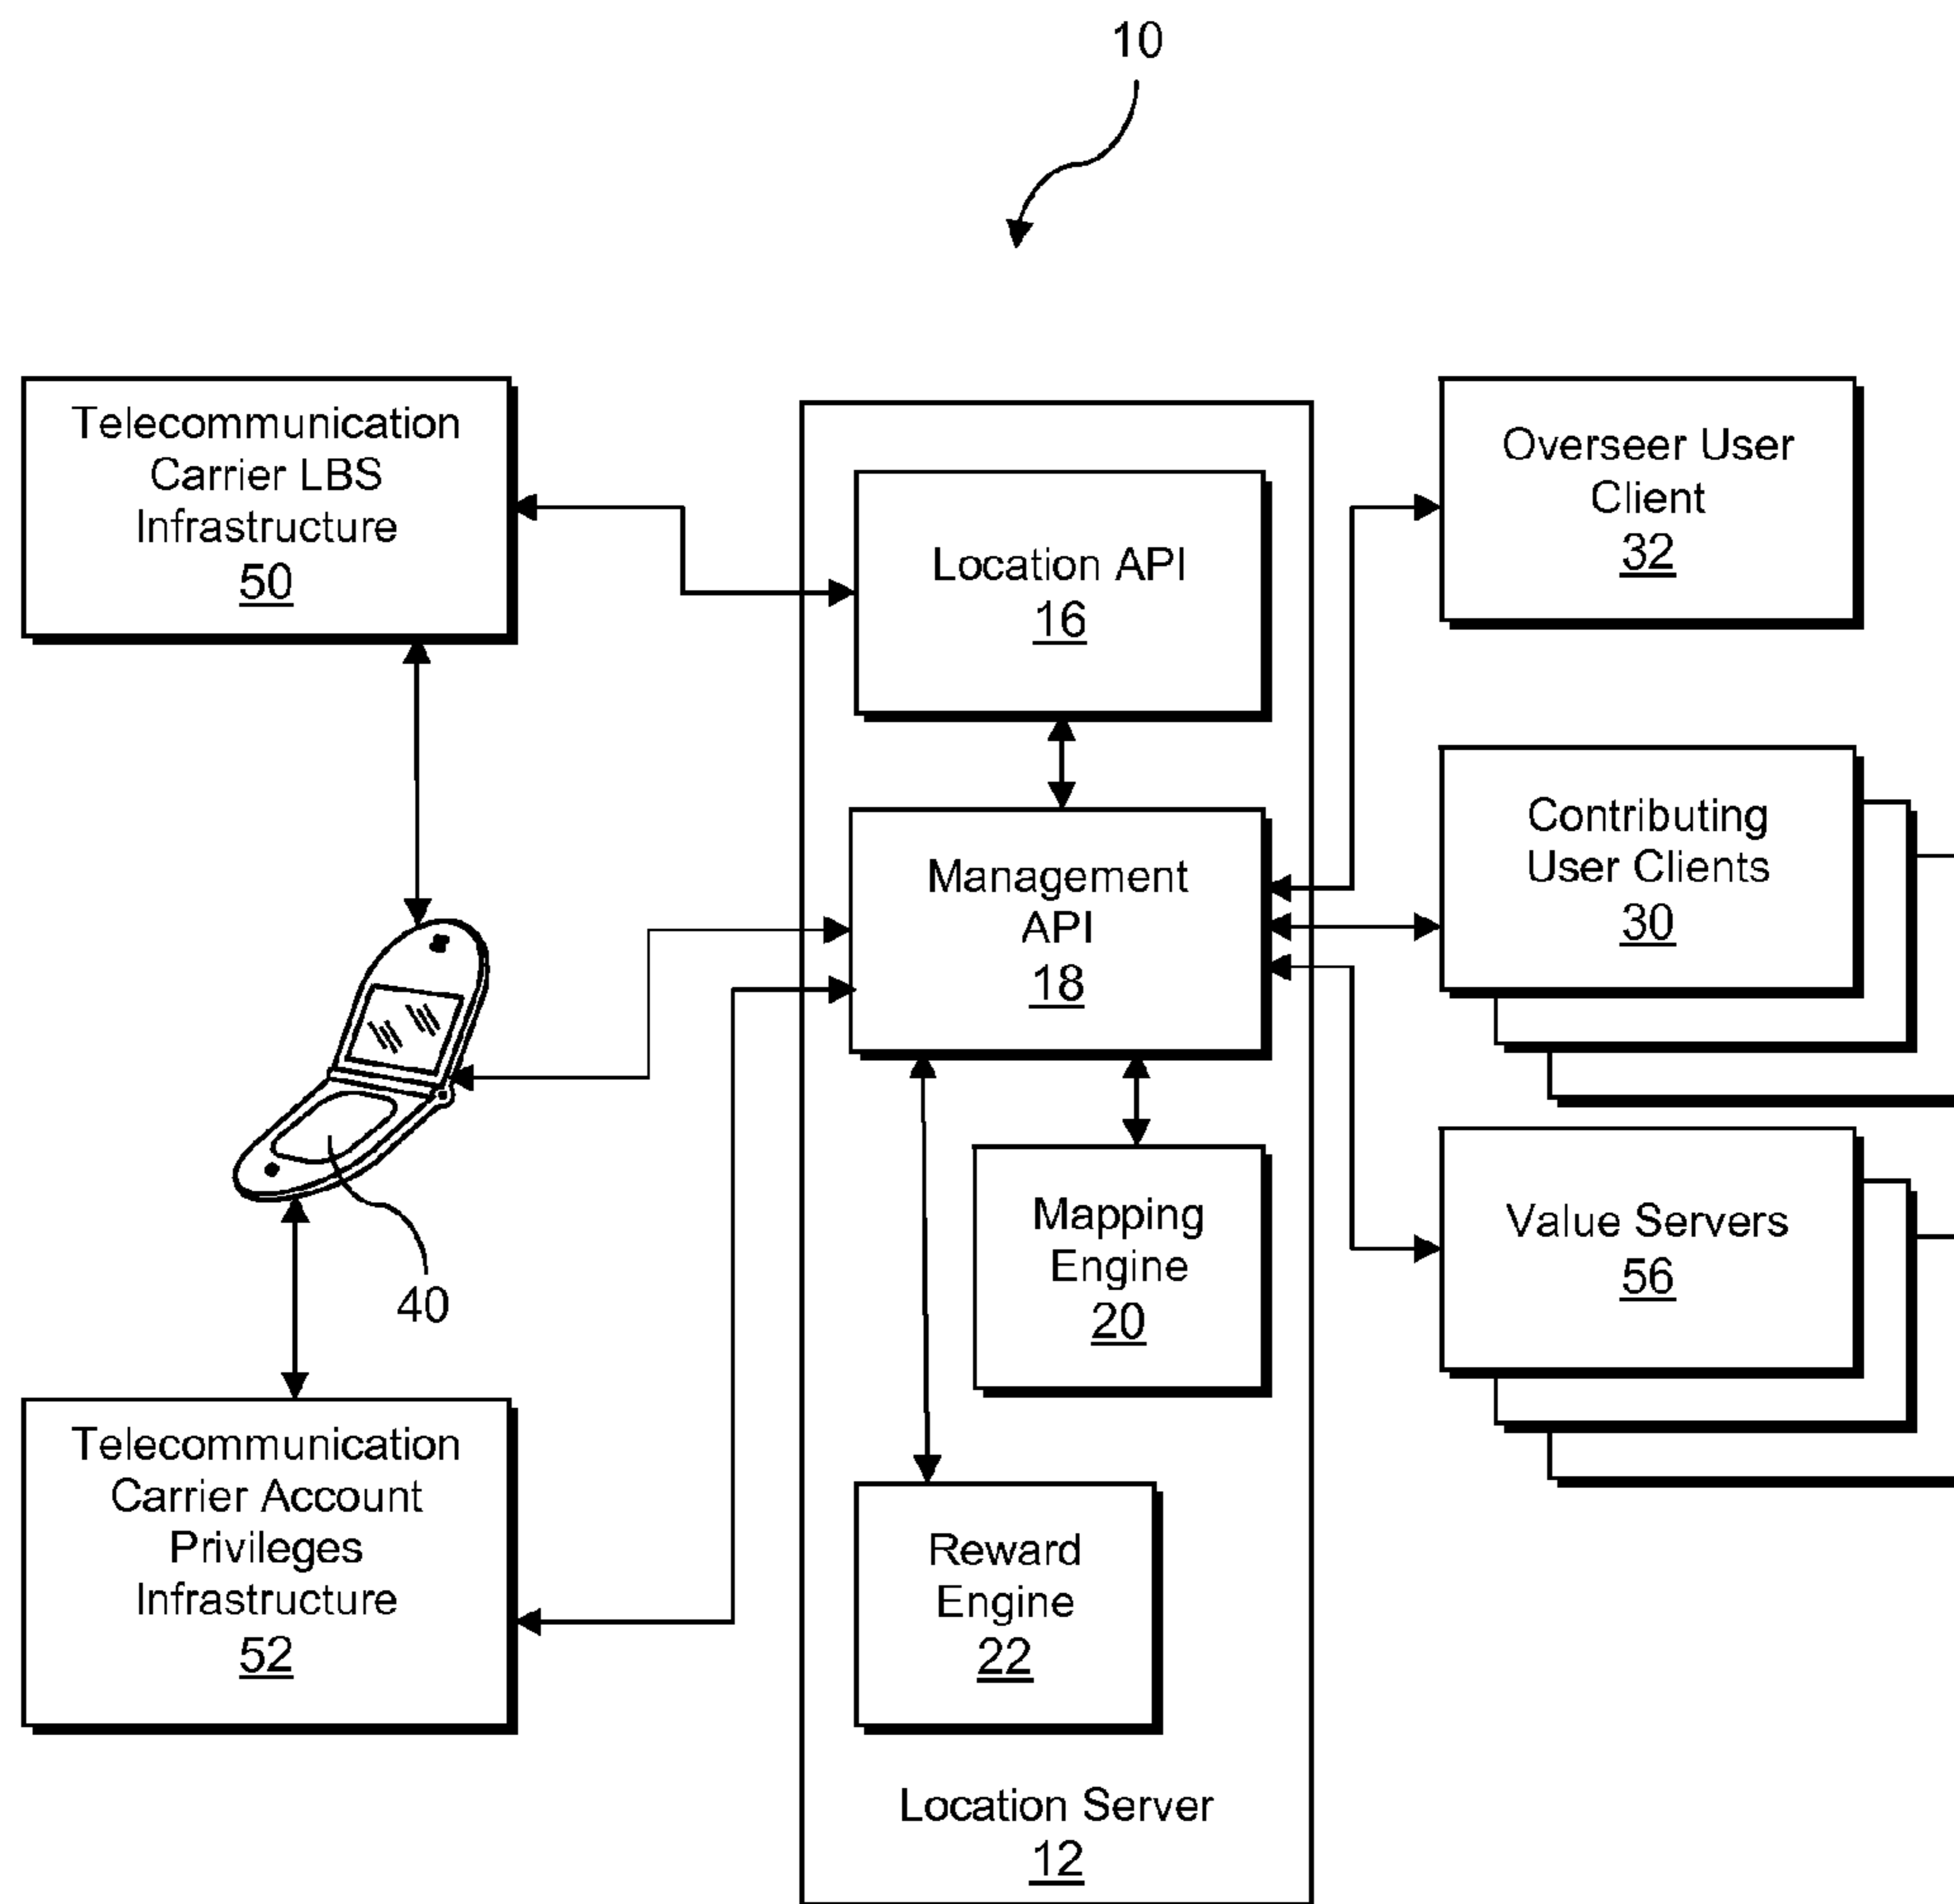 10
Telecommunication
Carrier LBS
Infrastructure
50
Location API
16
Overseer User
Client
32
Management
API
18
Contributing
User Clients
30
40
Mapping
Engine
20
Value Servers
56
Telecommunication
Carrier Account
Privileges
Infrastructure
52
Reward
Engine
22
Location Server
12